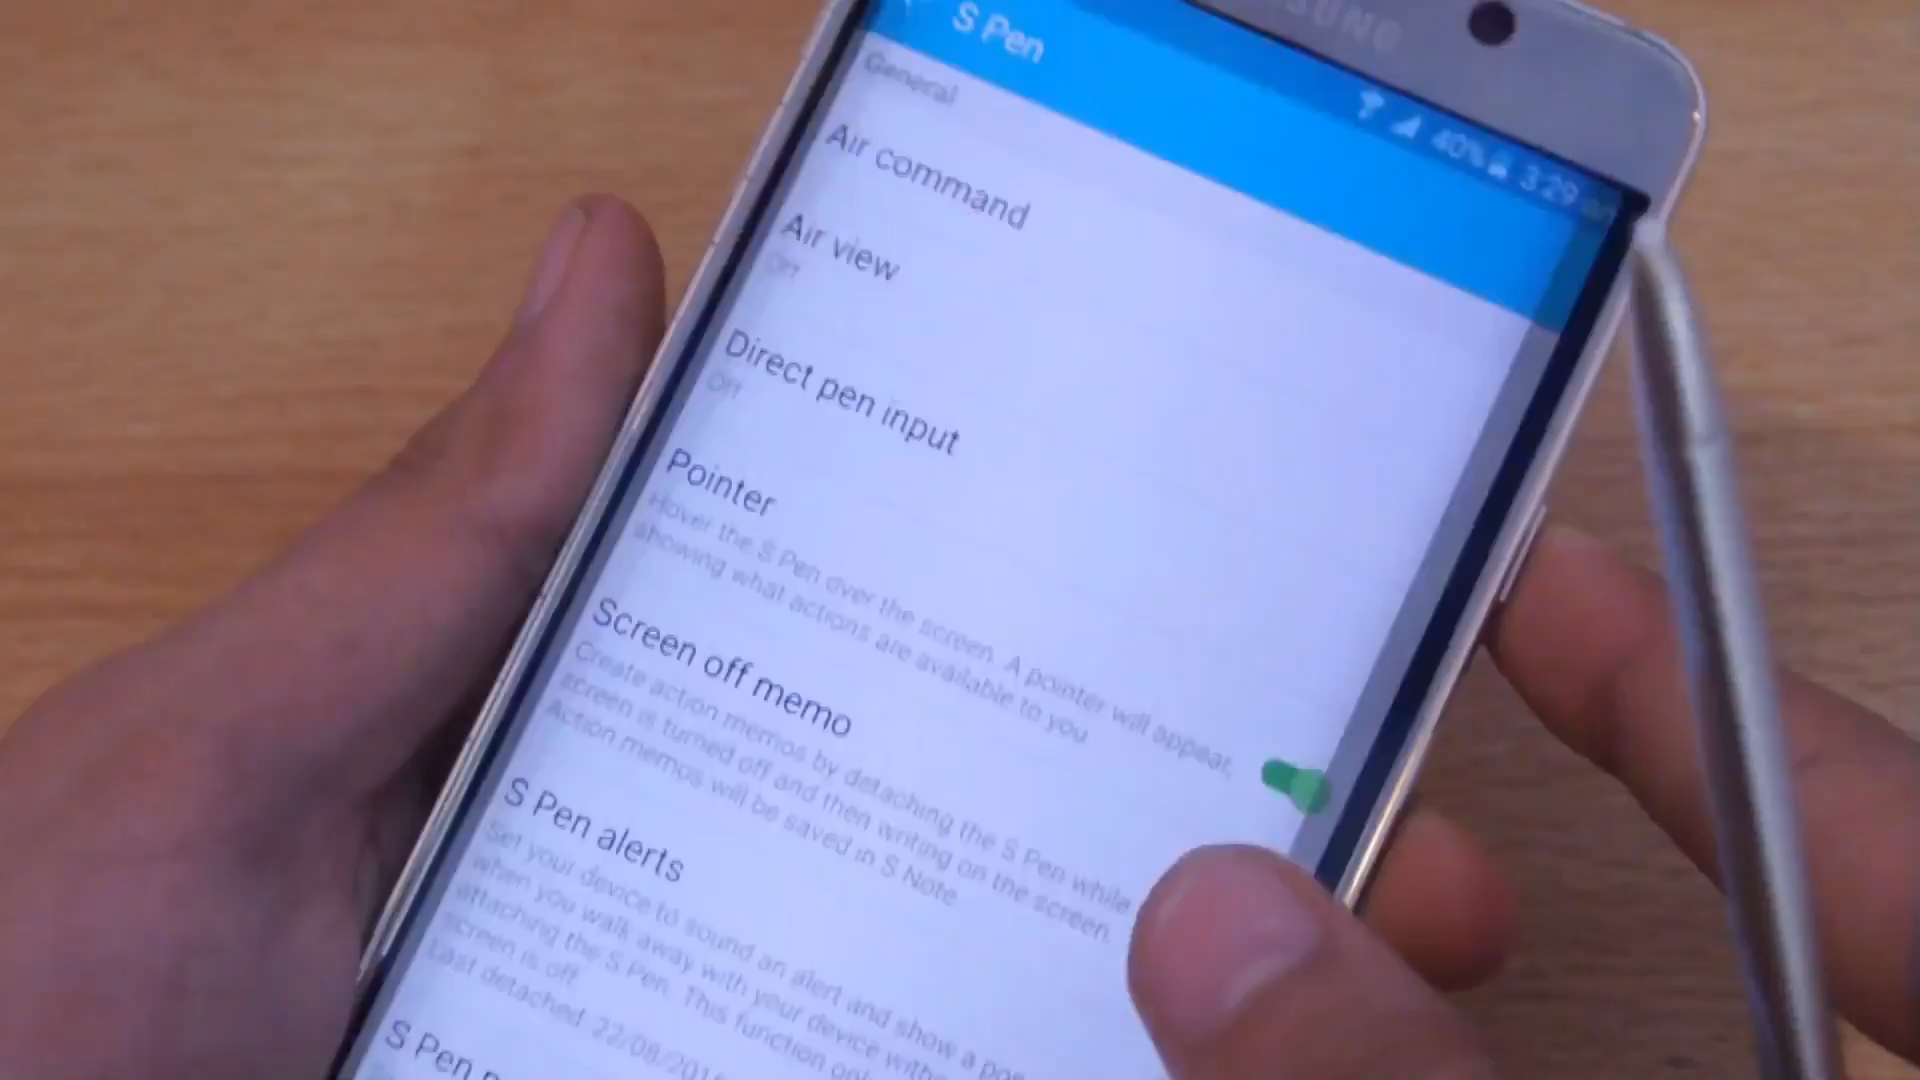 SUNG
40% 3:29
S Pen
General
Air command
Air view
Off
Direct pen input
Off
Pointer
Hover the S Pen over the screen. A pointer will appear,
showing what actions are available to you
Screen off memo
Create action memos by detaching the S Pen while
screen is turned off and then writing on the screen.
Action memos will be saved in S Note
S Pen alerts
Set your device to sound an alert and show a
when you walk away with your device
attaching the S Pen. This function
screen is off
Last detached 22/08/201
S Pen